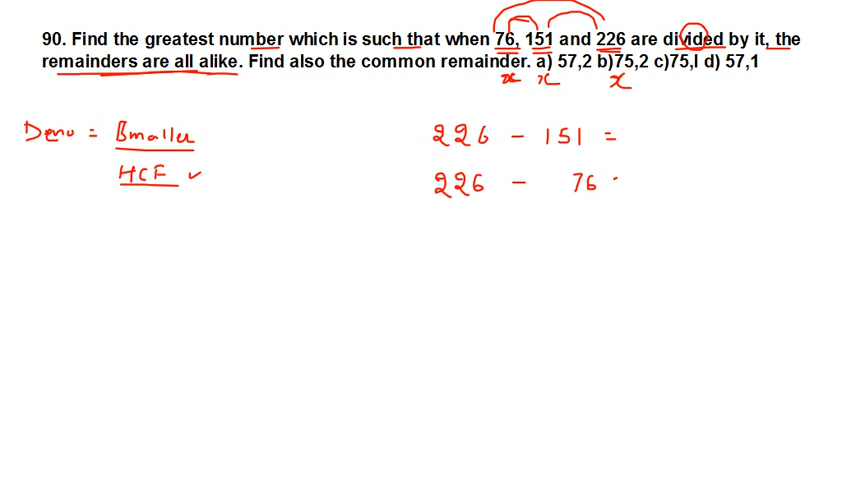 90. Find the greatest number which is such that when 76, 151 and 226 are divided by it, the
remainders are all alike. Find also the common remainder. a) 57,2 b)75,2 c)75,l d) 57,1
x x x
Deno = Smaller 226 - 151 =
HCF ✓ 226 - 76